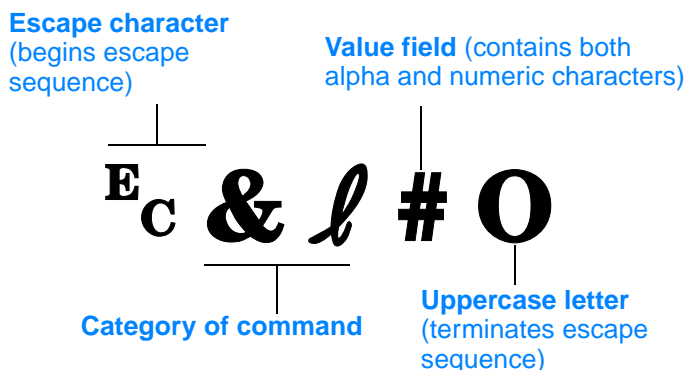 Escape character
(begins escape
sequence)
Value field (contains both
alpha and numeric characters)
EC & ℓ # O
Category of command
Uppercase letter
(terminates escape
sequence)